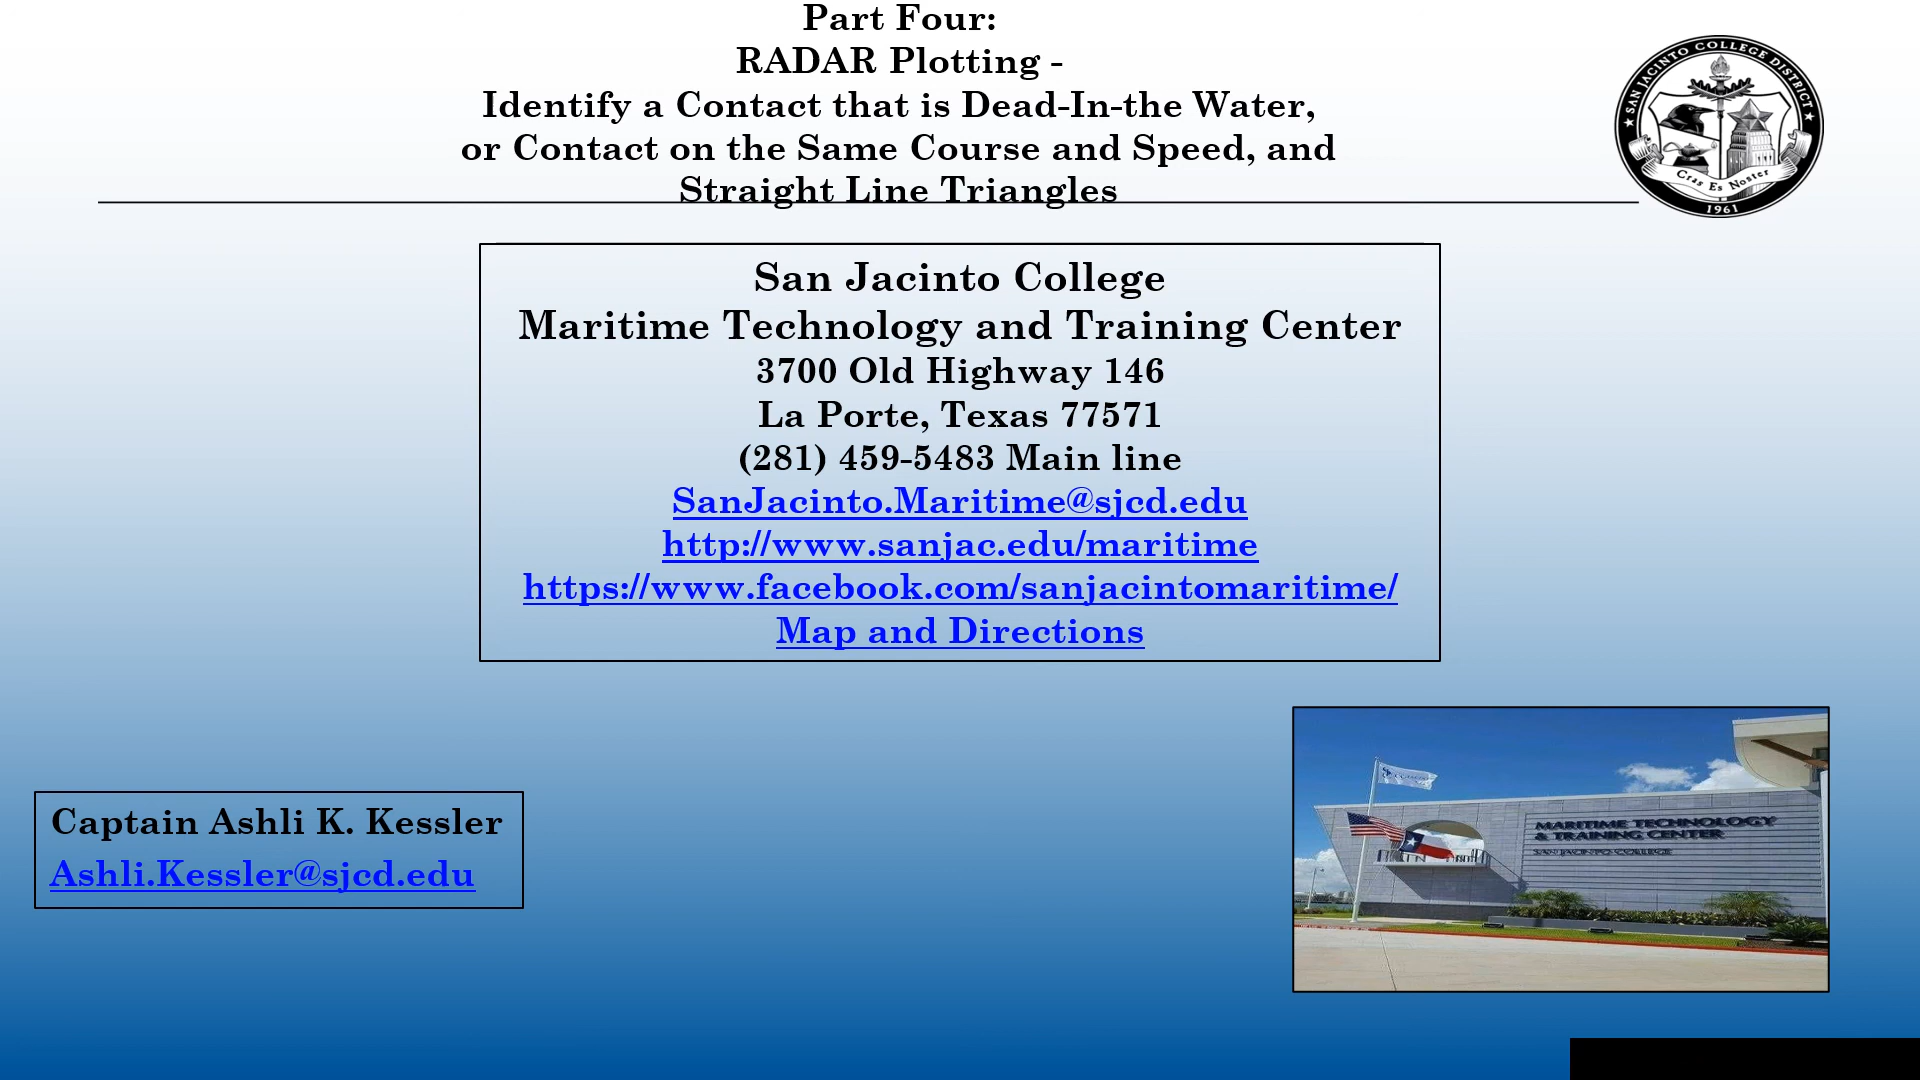 Part Four:
RADAR Plotting -
Identify a Contact that is Dead-In-the Water,
or Contact on the Same Course and Speed, and
Straight Line Triangles
SAN JACINTO COLLEGE DISTRICT
Cras Es Noster
1961
San Jacinto College
Maritime Technology and Training Center
3700 Old Highway 146
La Porte, Texas 77571
(281) 459-5483 Main line
SanJacinto.Maritime@sjcd.edu
http://www.sanjac.edu/maritime
https://www.facebook.com/sanjacintomaritime/
Map and Directions
Captain Ashli K. Kessler
Ashli.Kessler@sjcd.edu
MARITIME TECHNOLOGY
& TRAINING CENTER
SAN JACINTO COLLEGE